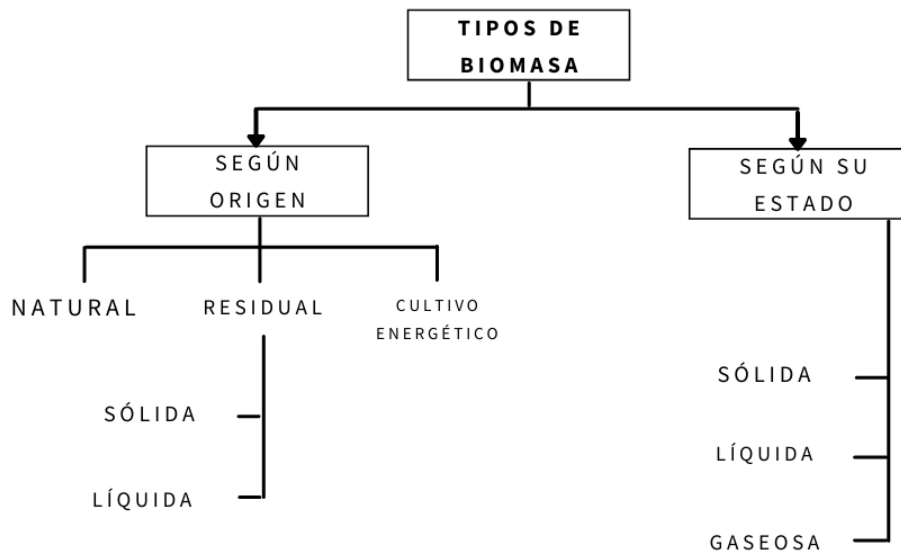 TIPOS DE
BIOMASA
SEGÚN
ORIGEN
SEGÚN SU
ESTADO
NATURAL
RESIDUAL
CULTIVO
ENERGÉTICO
SÓLIDA
LÍQUIDA
SÓLIDA
LÍQUIDA
GASEOSA